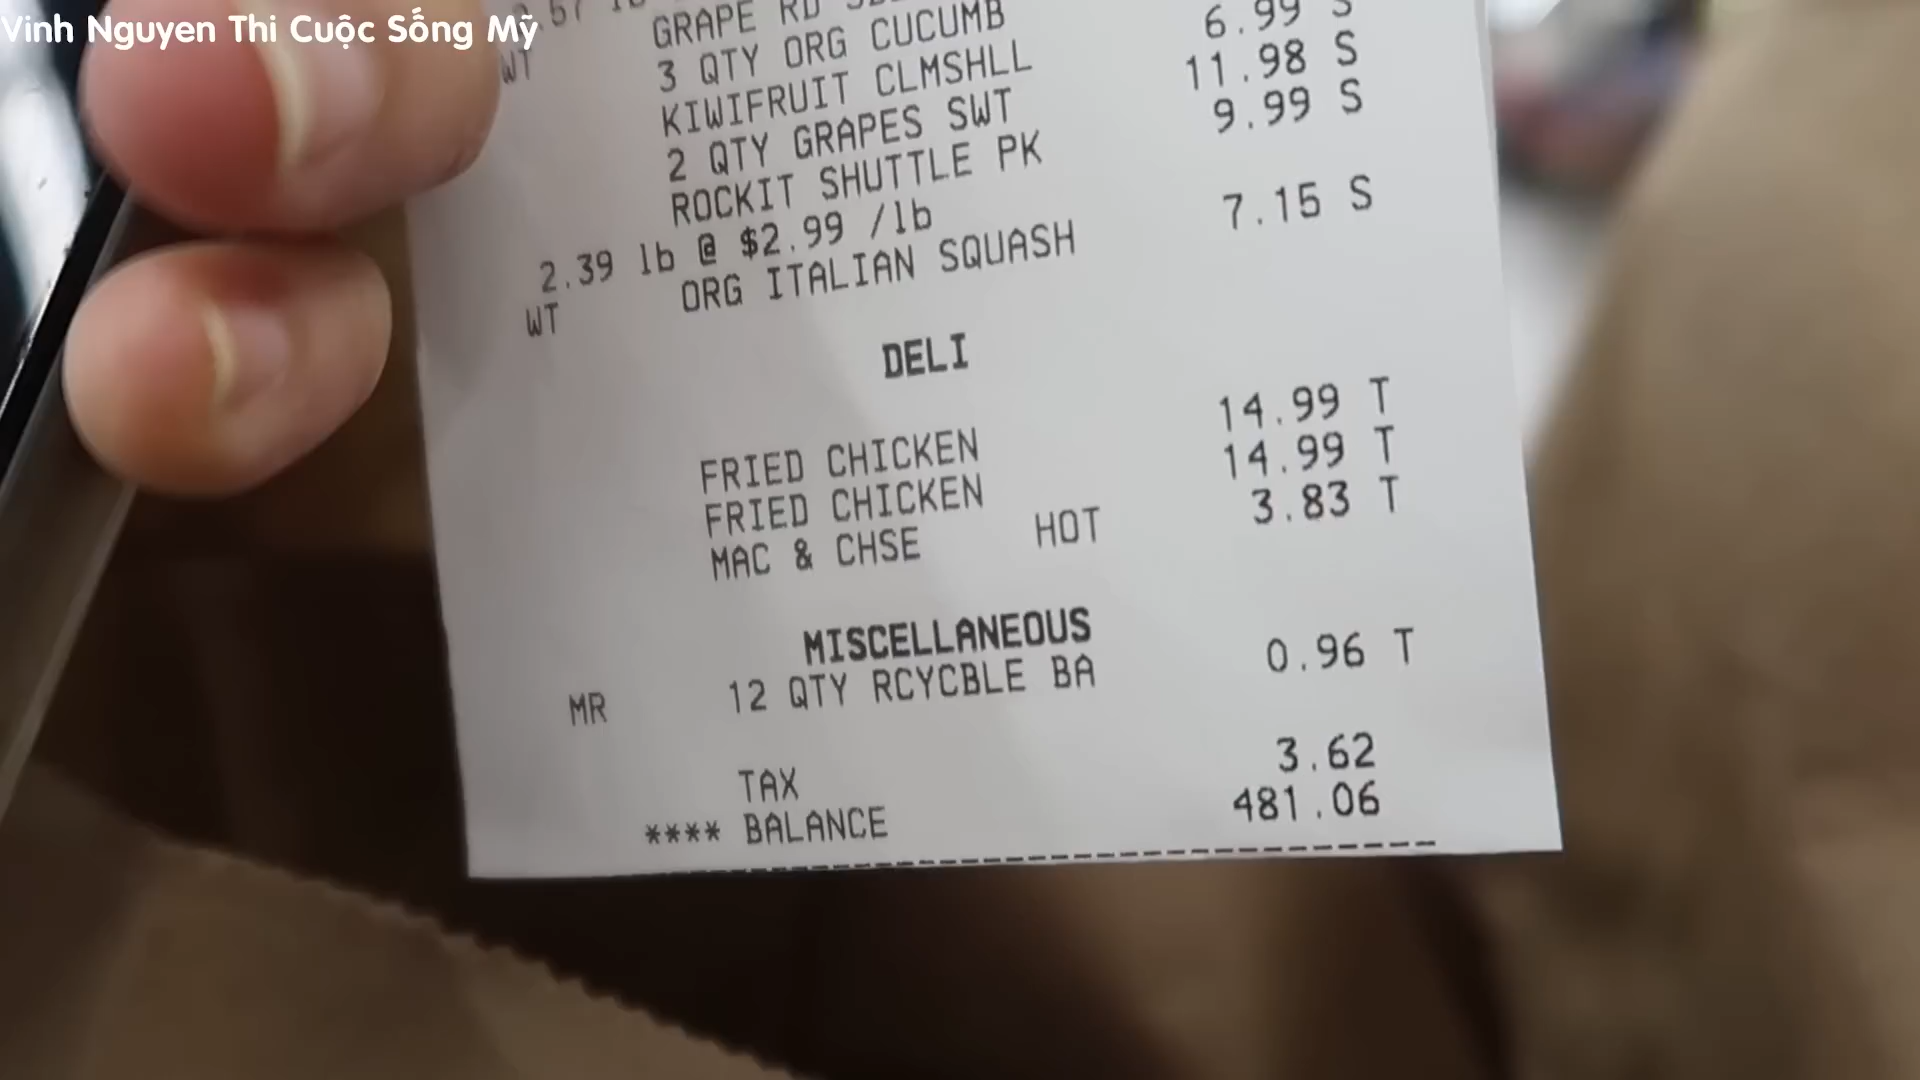 Vinh Nguyen Thi Cuộc Sống Mỹ
GRAPE RD
WT 3 QTY ORG CUCUMB 6.99 S
KIWIFRUIT CLMSHLL 11.98 S
2 QTY GRAPES SWT 9.99 S
ROCKIT SHUTTLE PK
2.39 lb @ $2.99 /lb 7.15 S
WT ORG ITALIAN SQUASH
DELI
FRIED CHICKEN 14.99 T
FRIED CHICKEN 14.99 T
MAC & CHSE HOT 3.83 T
MISCELLANEOUS
MR 12 QTY RCYCBLE BA 0.96 T
TAX 3.62
**** BALANCE 481.06